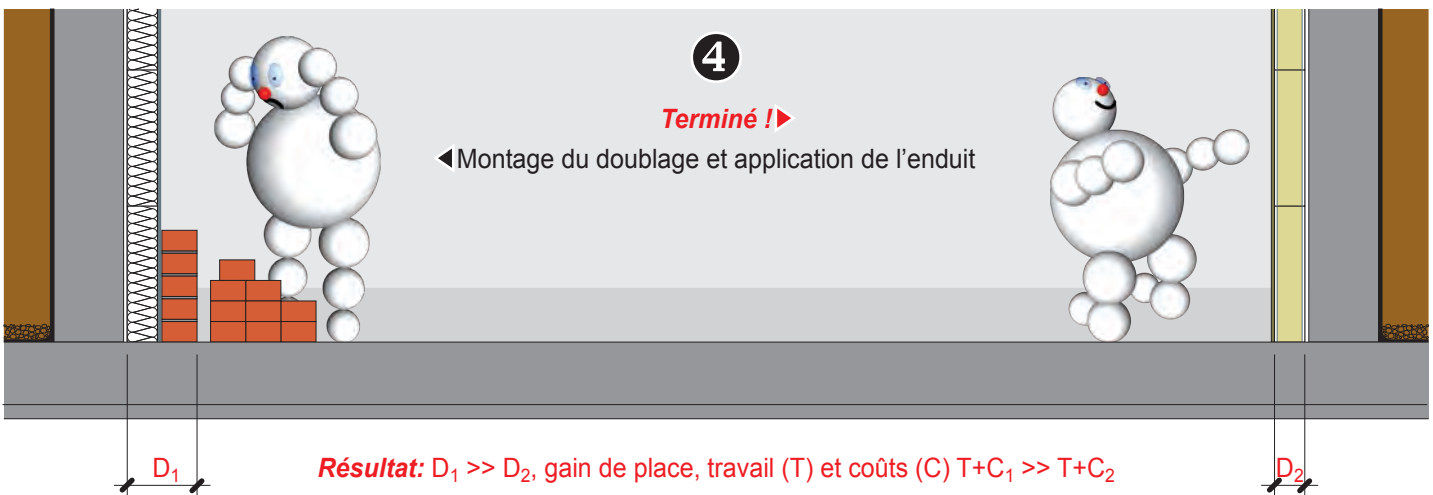 4
Terminé !▶
◀Montage du doublage et application de l’enduit
D₁
Résultat: D₁ >> D₂, gain de place, travail (T) et coûts (C) T+C₁ >> T+C₂
D₂